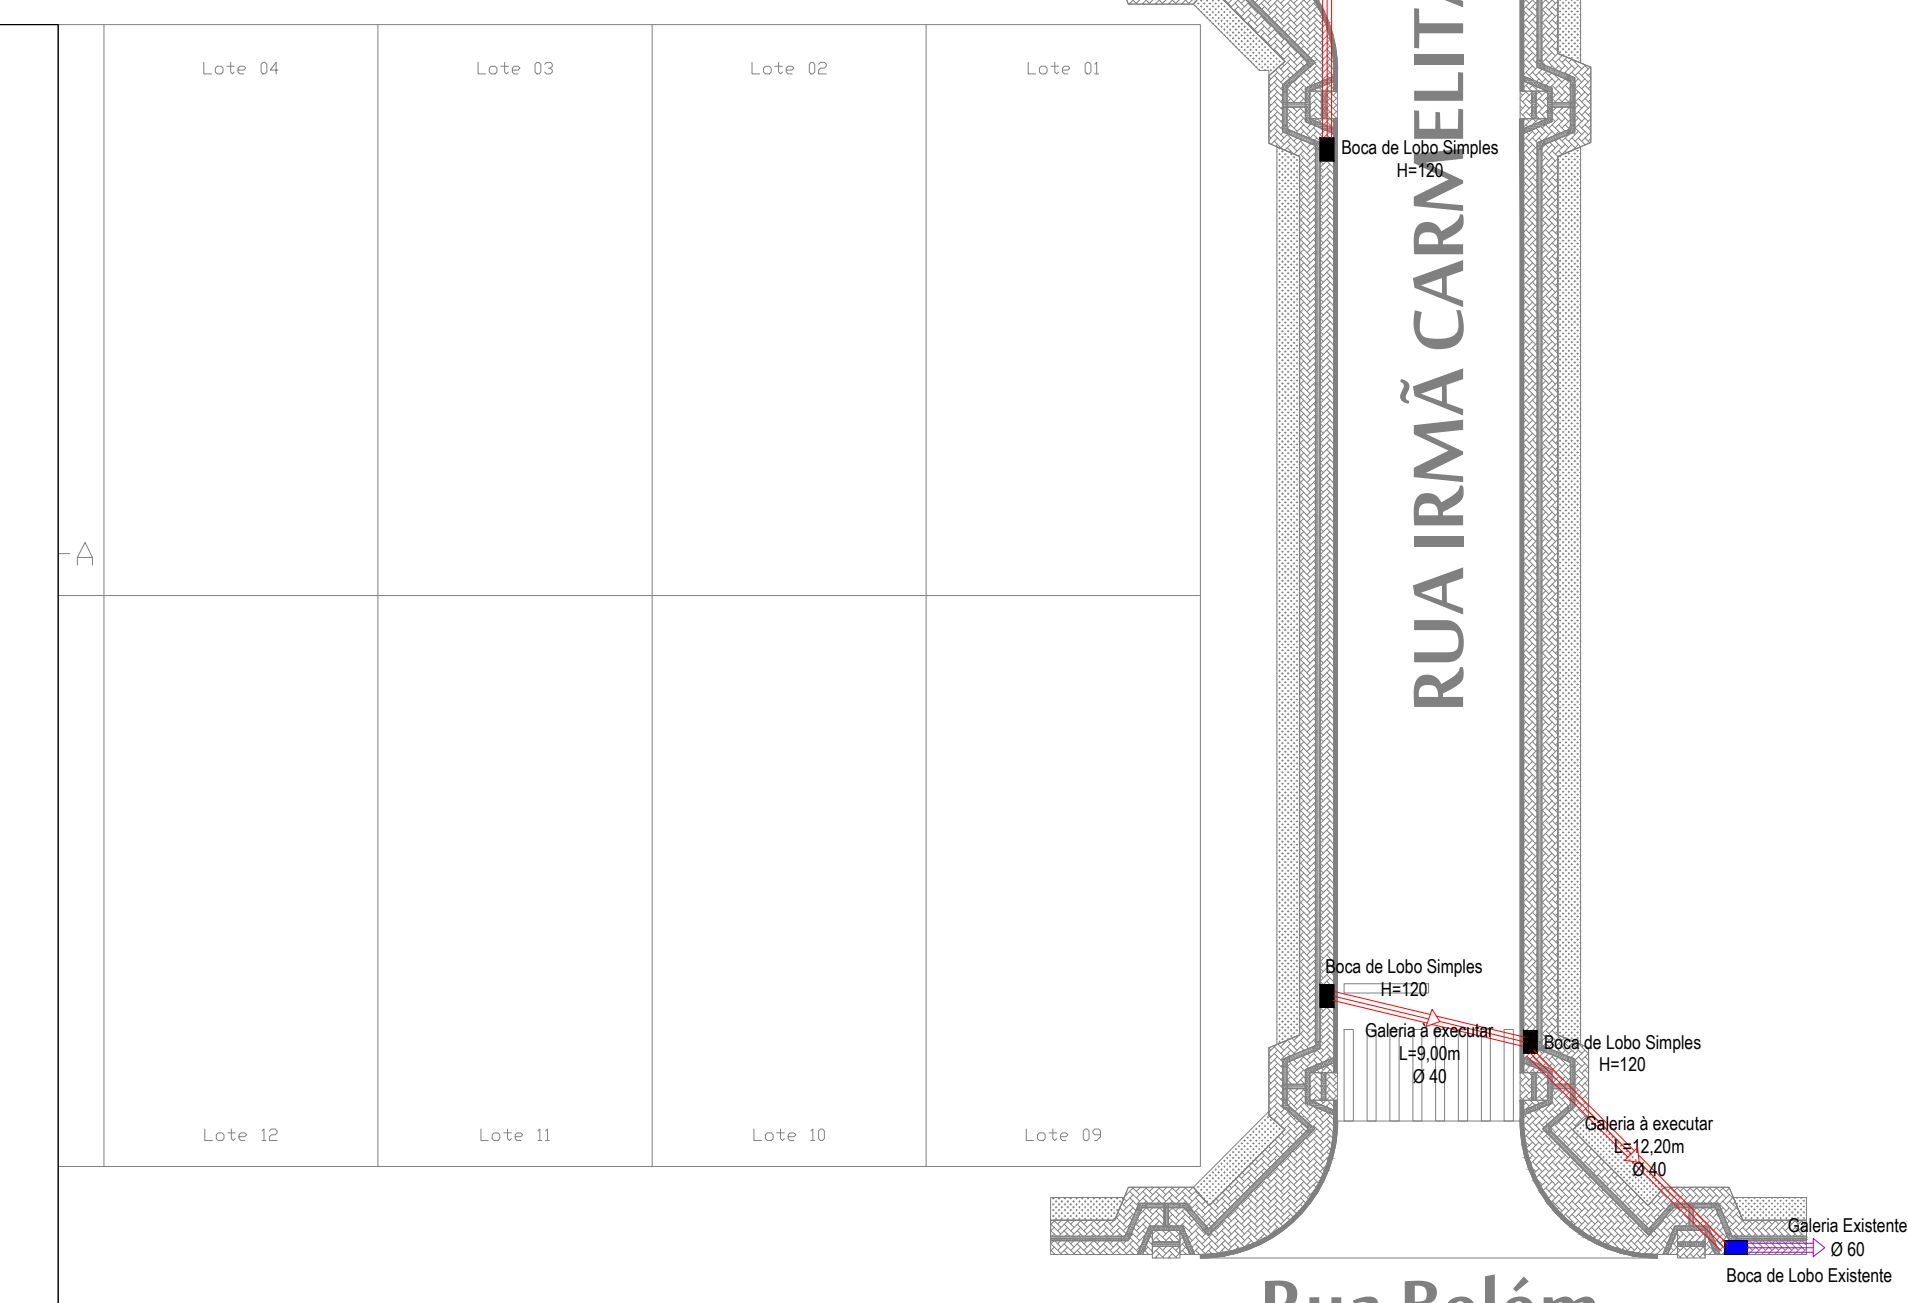 Lote 04
Lote 03
Lote 02
Lote 01
Boca de Lobo Simples
H=120
RUA IRMÃ CARMELITA
A
Boca de Lobo Simples
H=120
Galeria à executar
L=9,00m
Ø 40
Boca de Lobo Simples
H=120
Galeria à executar
L=12,20m
Ø 40
Lote 12
Lote 11
Lote 10
Lote 09
Galeria Existente
Ø 60
Boca de Lobo Existente
Rua Belém